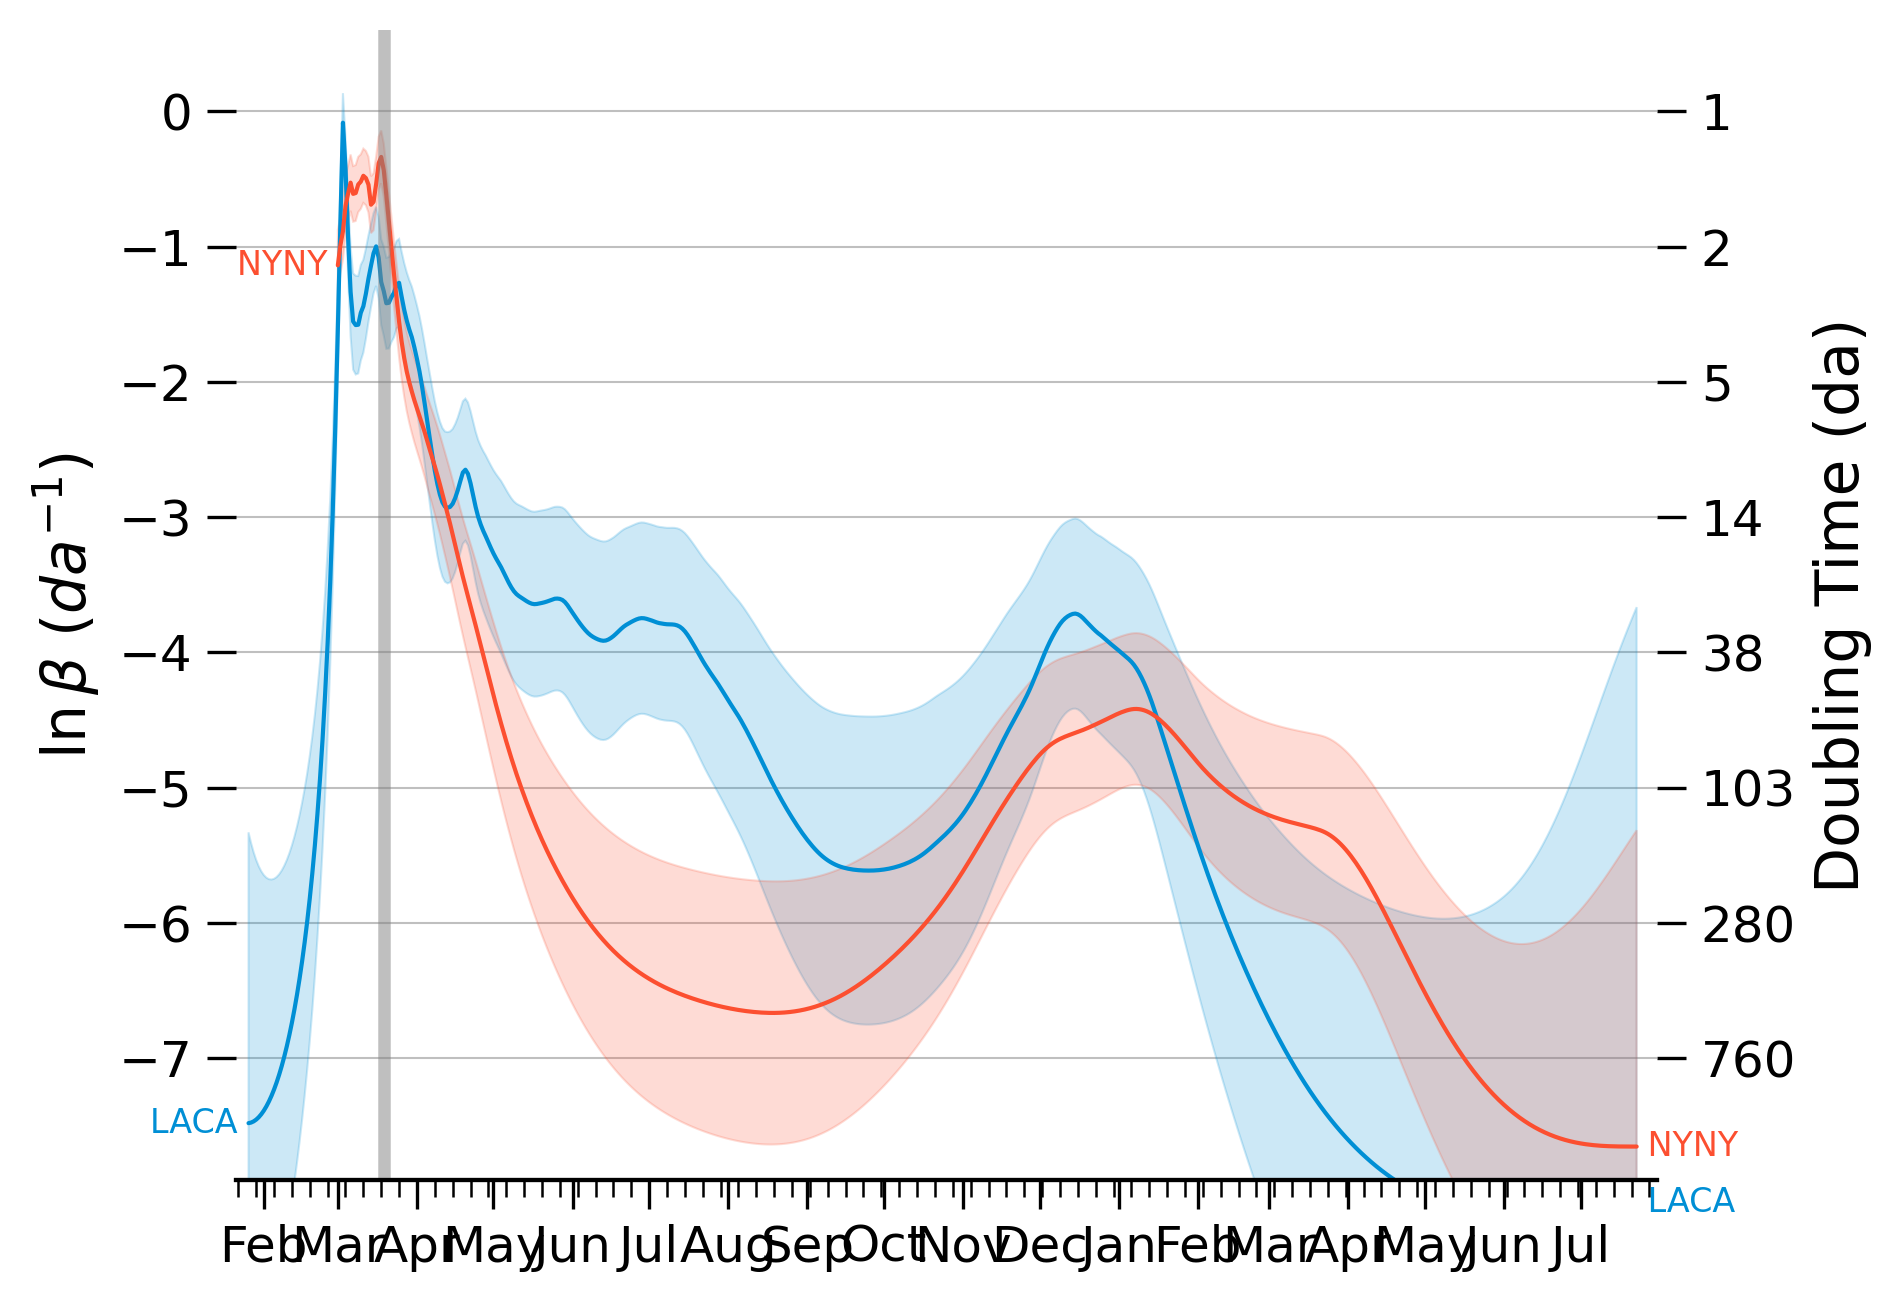 0
−1
−2
−3
−4
−5
−6
−7
ln β (da⁻¹)
1
2
5
14
38
103
280
760
Doubling Time (da)
NYNY
LACA
NYNY
LACA
Feb Mar Apr May Jun Jul Aug Sep Oct Nov Dec Jan Feb Mar Apr May Jun Jul